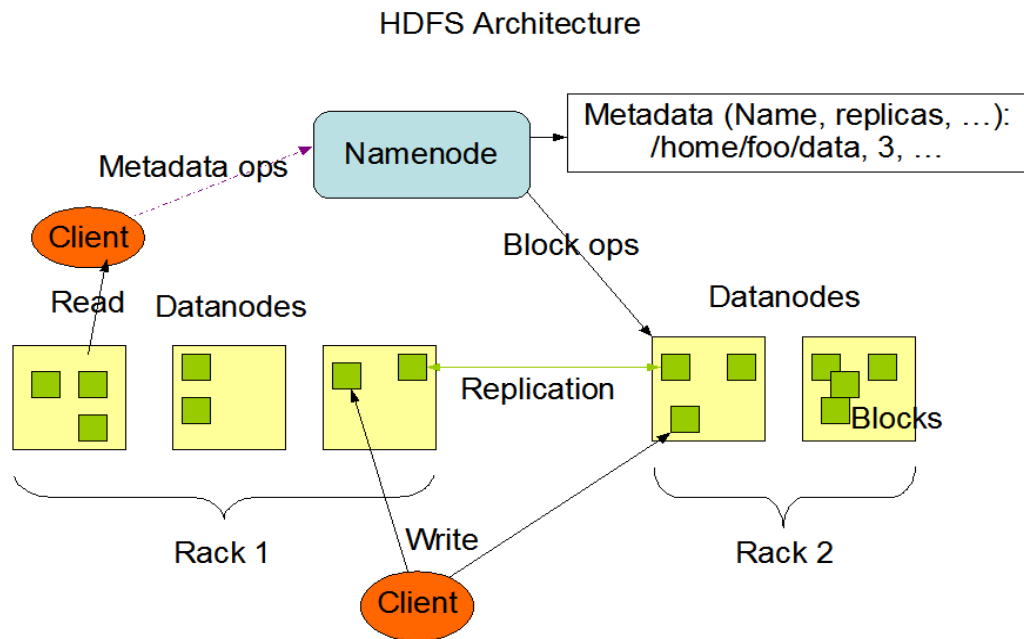 HDFS Architecture
Metadata (Name, replicas, …):
/home/foo/data, 3, …
Namenode
Metadata ops
Client
Block ops
Read
Datanodes
Datanodes
Replication
Blocks
Rack 1
Write
Rack 2
Client